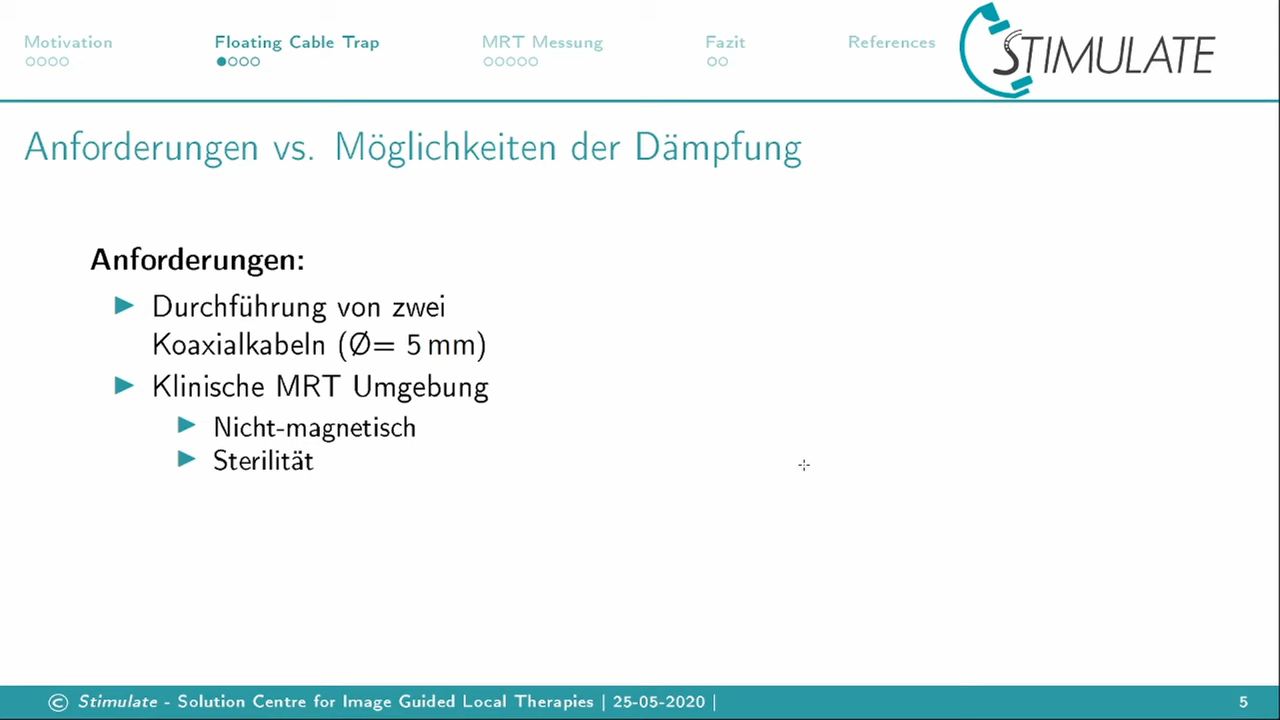 Motivation
Floating Cable Trap
MRT Messung
Fazit
References
STIMULATE
Anforderungen vs. Möglichkeiten der Dämpfung
Anforderungen:
Durchführung von zwei
Koaxialkabeln (Ø= 5 mm)
Klinische MRT Umgebung
Nicht-magnetisch
Sterilität
© Stimulate - Solution Centre for Image Guided Local Therapies | 25-05-2020 |
5